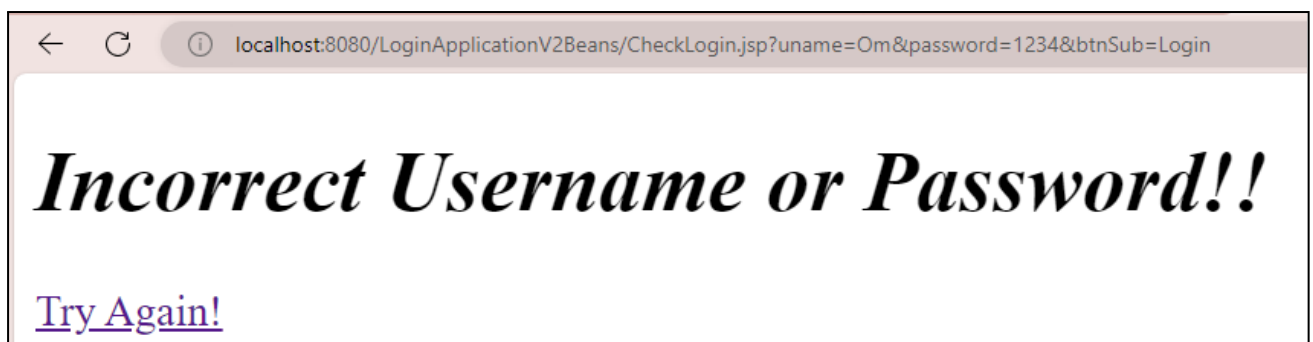 localhost:8080/LoginApplicationV2Beans/CheckLogin.jsp?uname=Om&password=1234&btnSub=Login
Incorrect Username or Password!!
Try Again!